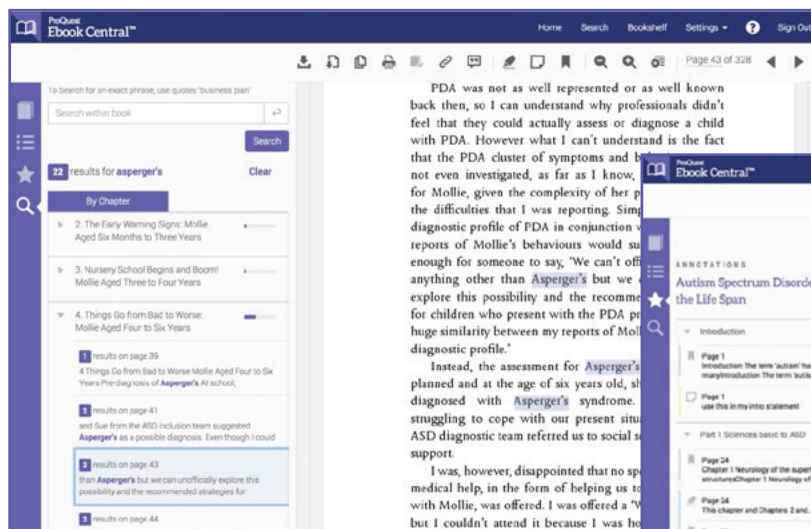 ProQuest
Ebook Central™
Home Search Bookshelf Settings ? Sign Out
Page 43 of 328
To Search for an exact phrase, use quotes:"business plan"
Search within book
Search
22 results for asperger's Clear
By Chapter
2. The Early Warning Signs: Mollie
Aged Six Months to Three Years
3. Nursery School Begins and Boom!
Mollie Aged Three to Four Years
4. Things Go from Bad to Worse:
Mollie Aged Four to Six Years
1 results on page 39
4 Things Go from Bad to Worse Mollie Aged Four to Six
Years Pre-diagnosis of Asperger's At school,
2 results on page 41
and Sue from the ASD inclusion team suggested
Asperger's as a possible diagnosis. Even though I could
3 results on page 43
than Asperger's but we can unofficially explore this
possibility and the recommended strategies for
3 results on page 44
PDA was not as well represented or as well known
back then, so I can understand why professionals didn't
feel that they could actually assess or diagnose a child
with PDA. However what I can't understand is the fact
that the PDA cluster of symptoms and
not even investigated, as far as I know,
for Mollie, given the complexity of her
the difficulties that I was reporting.
diagnostic profile of PDA in conjunction
reports of Mollie's behaviours would
enough for someone to say, 'We can't
anything other than Asperger's but we
explore this possibility and the
for children who present with the PDA
huge similarity between my reports of
diagnostic profile.'
Instead, the assessment for Asperger's
planned and at the age of six years old,
diagnosed with Asperger's syndrome.
struggling to cope with our present
ASD diagnostic team referred us to social
support.
I was, however, disappointed that no
medical help, in the form of helping us to
with Mollie, was offered. I was offered a
but I couldn't attend it because I was
ProQuest
Ebook Central™
ANNOTATIONS
Autism Spectrum
the Life Span
Introduction
Page 1
Introduction The term 'autism' has
manyIntroduction The term
Page 1
use this in my intro statement
Part 1 Sciences basic to ASD
Page 24
Chapter 1 Neurology of the
structuresChapter 1 Neurology of
Page 24
This chapter and Chapters 2 and